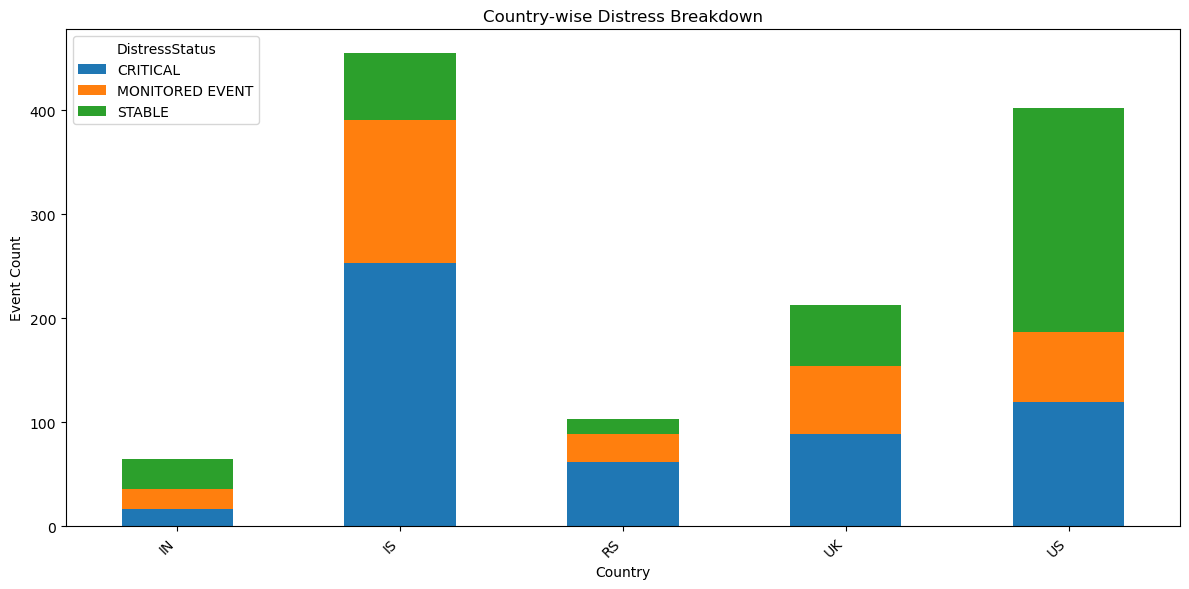 Country-wise Distress Breakdown
DistressStatus
CRITICAL
MONITORED EVENT
STABLE
Event Count
400
300
200
100
0
IN
IS
RS
UK
US
Country